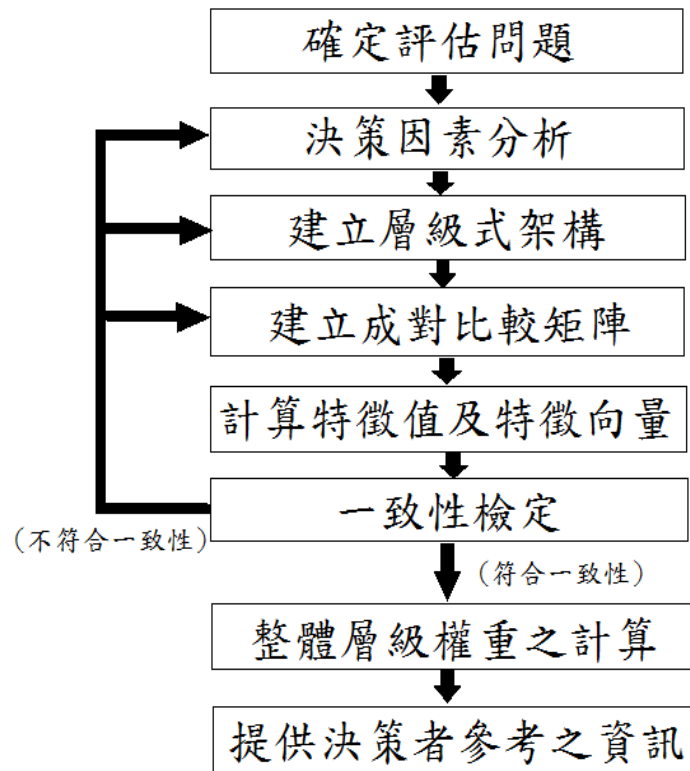 確定評估問題
決策因素分析
建立層級式架構
建立成對比較矩陣
計算特徵值及特徵向量
一致性檢定
(不符合一致性)
(符合一致性)
整體層級權重之計算
提供決策者參考之資訊